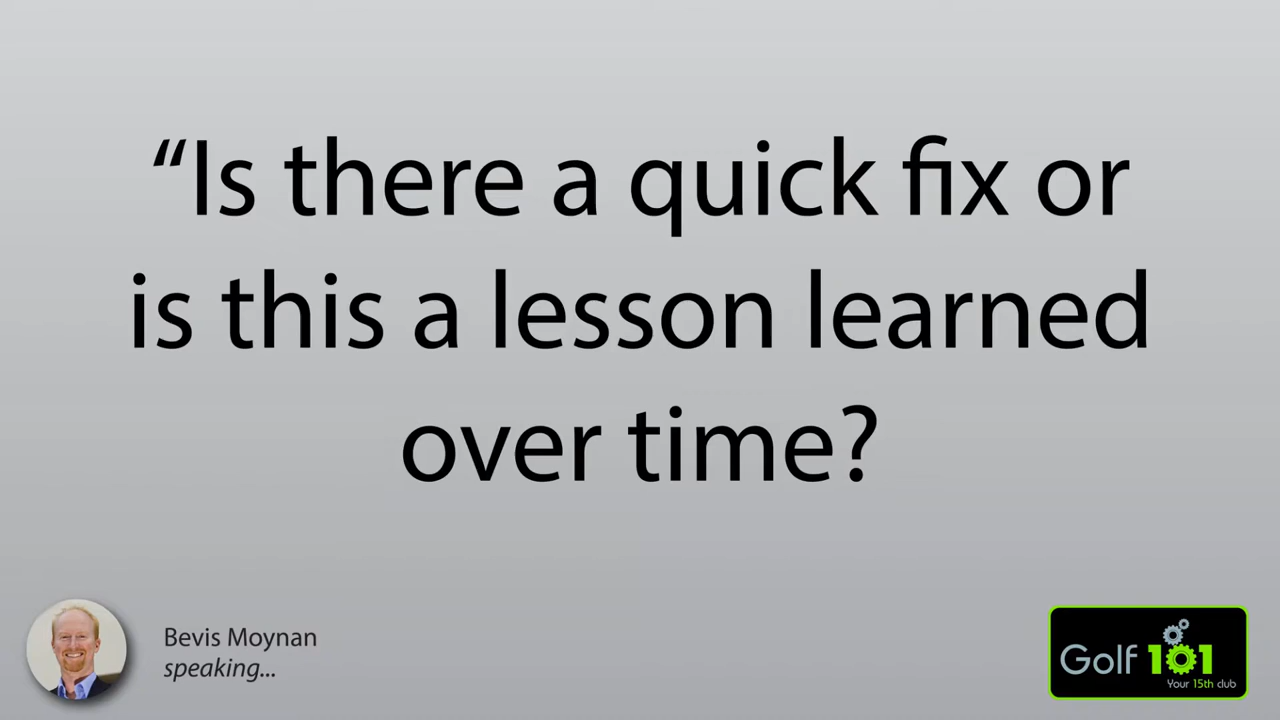 “Is there a quick fix or
is this a lesson learned
over time?
Bevis Moynan
speaking...
Golf 101
Your 15th club